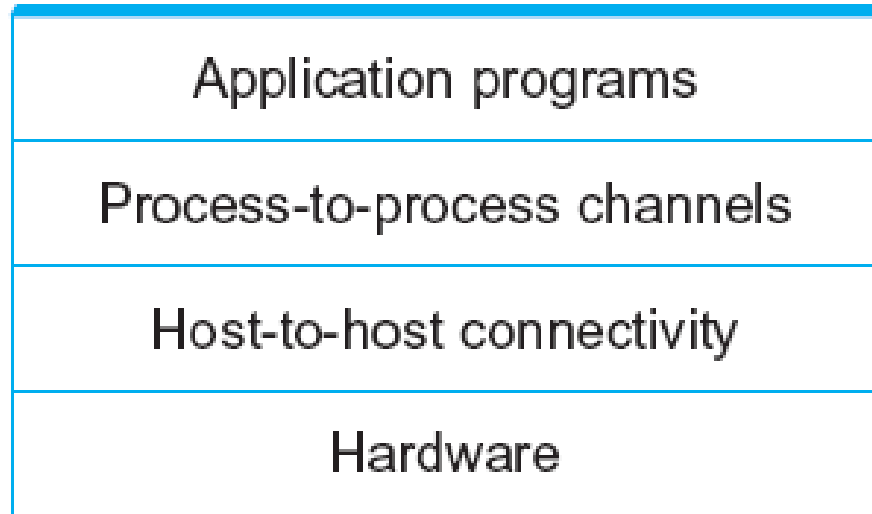 Application programs
Process-to-process channels
Host-to-host connectivity
Hardware